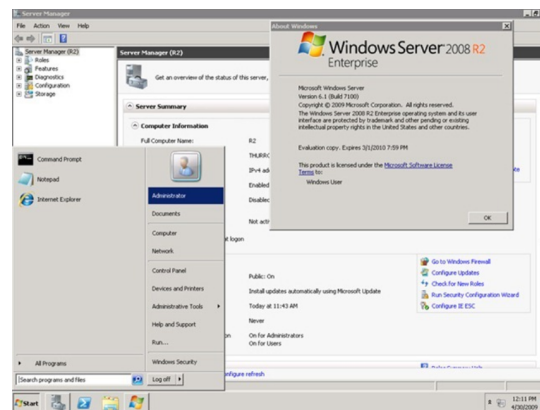 Server Manager
File Action View Help
Server Manager (R2)
Roles
Features
Diagnostics
Configuration
Storage
Server Manager (R2)
Get an overview of the status of this server,
Server Summary
Computer Information
Full Computer Name:
R2
IPv4 add
Enabled
Disabled
Not acti
t logon
Public: On
Install updates automatically using Microsoft Update
Today at 11:43 AM
Never
On for Administrators
On for Users
Go to Windows Firewall
Configure Updates
Check for New Roles
Run Security Configuration Wizard
Configure IE ESC
nfigure refresh
About Windows
Windows Server 2008 R2
Enterprise
Microsoft Windows Server
Version 6.1 (Build 7100)
Copyright © 2009 Microsoft Corporation. All rights reserved.
The Windows Server 2008 R2 Enterprise operating system and its user
interface are protected by trademark and other pending or existing
intellectual property rights in the United States and other countries.
Evaluation copy. Expires 3/1/2010 7:59 PM
This product is licensed under the Microsoft Software License
Terms to:
Windows User
OK
Command Prompt
Notepad
Internet Explorer
All Programs
Search programs and files
Administrator
Documents
Computer
Network
Control Panel
Devices and Printers
Administrative Tools
Help and Support
Run...
Windows Security
Log off
Start
12:11 PM
4/30/2009